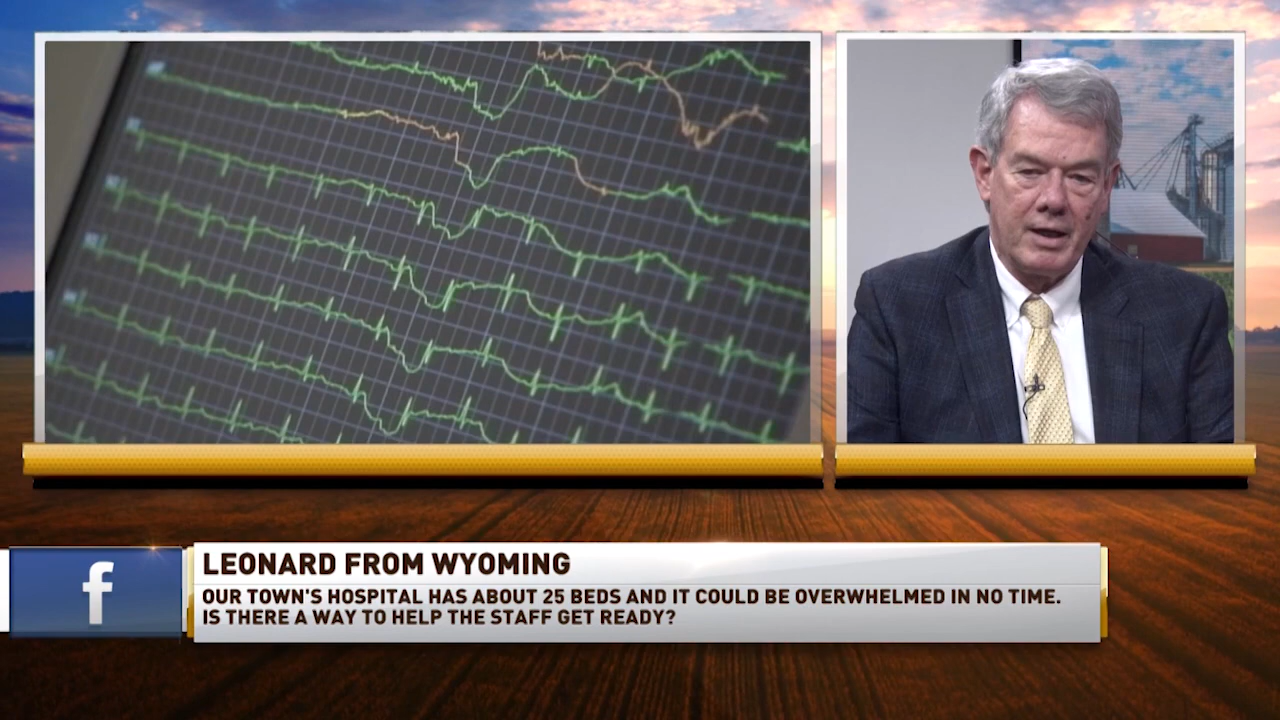 f
LEONARD FROM WYOMING
OUR TOWN'S HOSPITAL HAS ABOUT 25 BEDS AND IT COULD BE OVERWHELMED IN NO TIME.
IS THERE A WAY TO HELP THE STAFF GET READY?